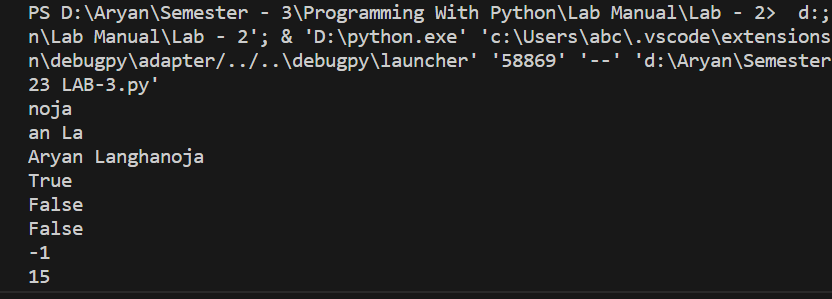 PS D:\Aryan\Semester - 3\Programming With Python\Lab Manual\Lab - 2>  d:;
n\Lab Manual\Lab - 2'; & 'D:\python.exe' 'c:\Users\abc\.vscode\extensions
n\debugpy\adapter/../..\debugpy\launcher' '58869' '--' 'd:\Aryan\Semester
23 LAB-3.py'
noja
an La
Aryan Langhanoja
True
False
False
-1
15